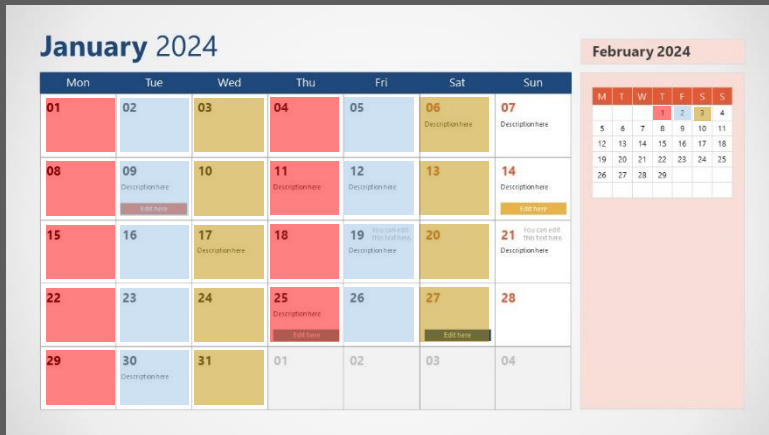 January 2024
February 2024
Mon Tue Wed Thu Fri Sat Sun
01 02 03 04 05 06 07
Description here Description here
08 09 10 11 12 13 14
Description here Description here Description here Description here
Edit here Edit here
15 16 17 18 19 You can edit this text here. 20 21 You can edit this text here.
Description here Description here Description here
22 23 24 25 26 27 28
Description here
Edit here Edit here
29 30 31 01 02 03 04
Description here
M T W T F S S
1 2 3 4
5 6 7 8 9 10 11
12 13 14 15 16 17 18
19 20 21 22 23 24 25
26 27 28 29